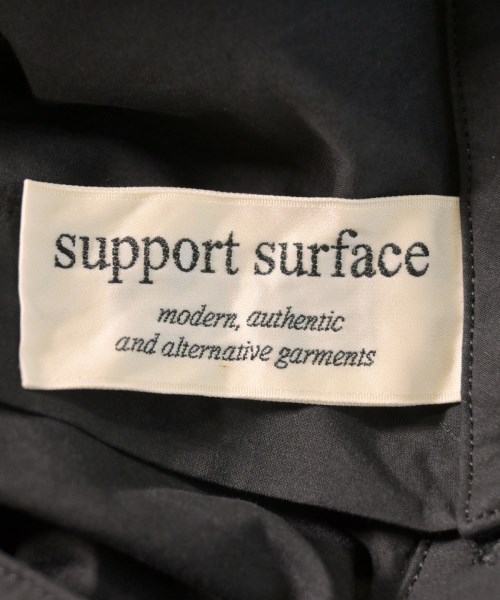 support surface
modern, authentic
and alternative garments